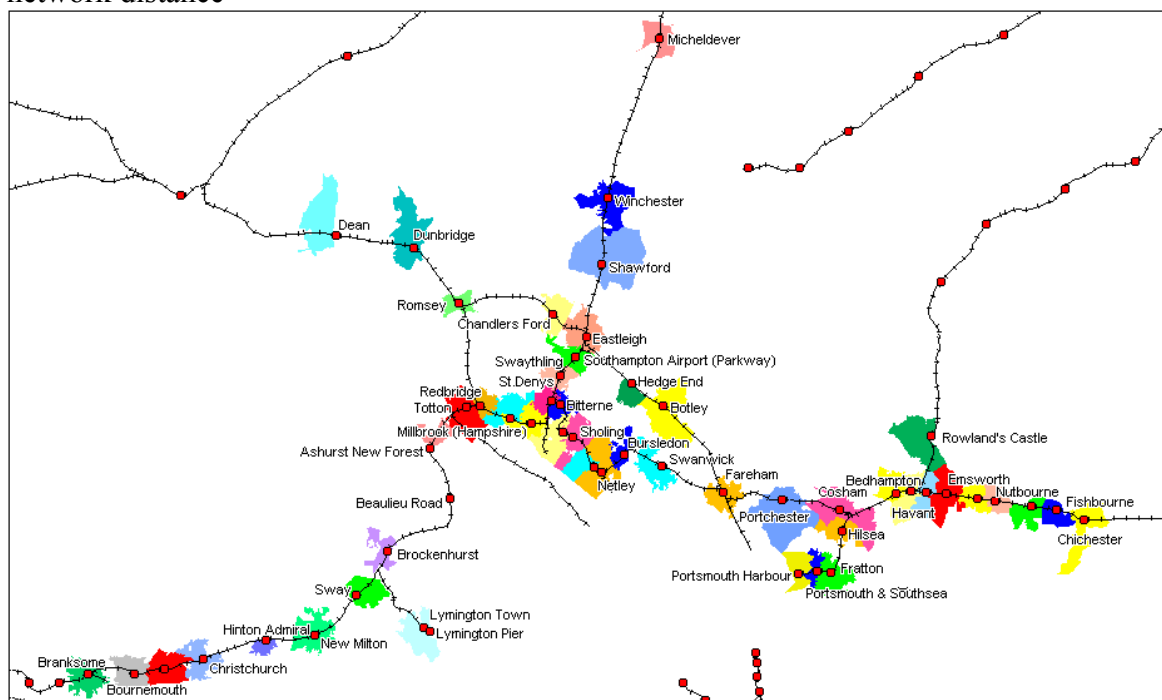 network distance
Micheldever
Winchester
Dean
Dunbridge
Shawford
Romsey
Chandlers Ford
Eastleigh
Swaythling
Southampton Airport (Parkway)
St.Denys
Hedge End
Redbridge
Bitterne
Botley
Totton
Millbrook (Hampshire)
Sholing
Bursledon
Rowland's Castle
Ashurst New Forest
Swanwick
Netley
Fareham
Bedhampton
Emsworth
Beaulieu Road
Cosham
Havant
Nutbourne
Fishbourne
Portchester
Hilsea
Chichester
Brockenhurst
Portsmouth Harbour
Fratton
Portsmouth & Southsea
Sway
Lymington Town
Lymington Pier
Hinton Admiral
New Milton
Branksome
Christchurch
Bournemouth